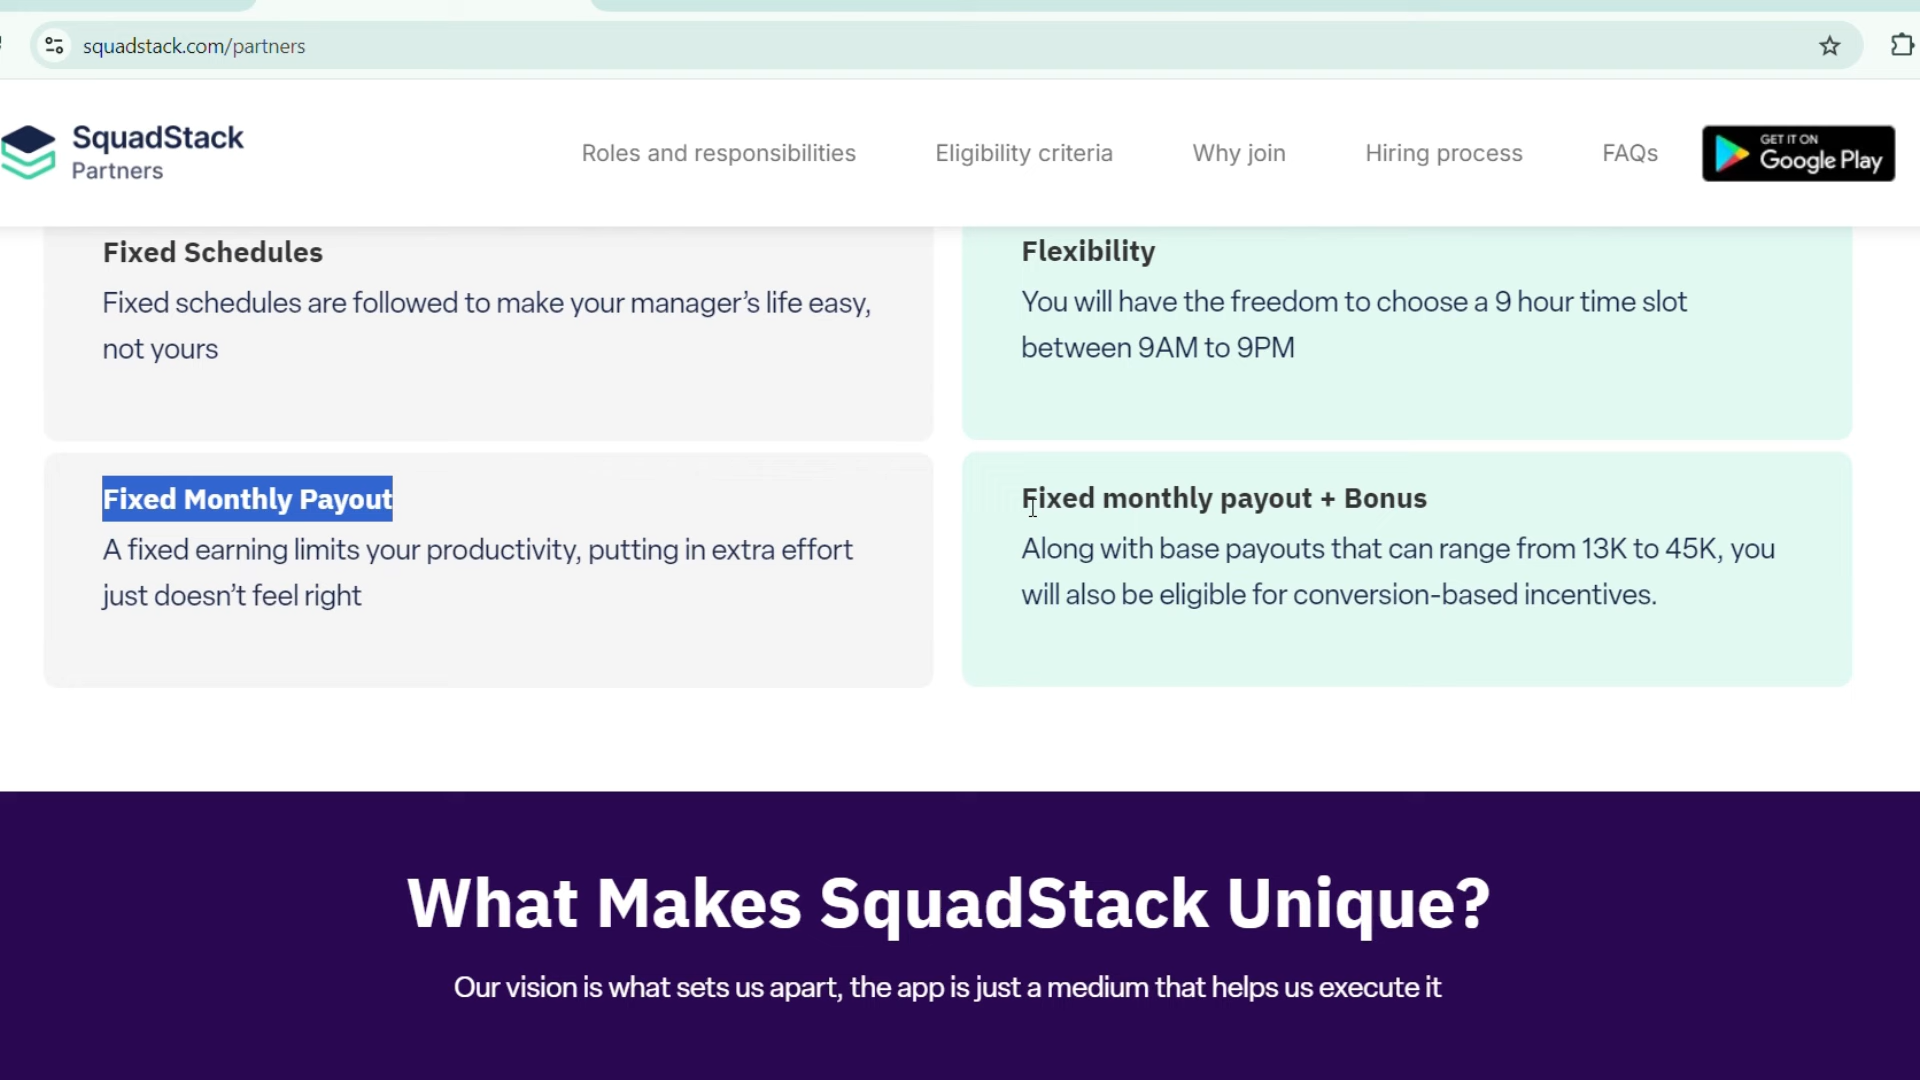 squadstack.com/partners
SquadStack
Partners
Roles and responsibilities
Eligibility criteria
Why join
Hiring process
FAQs
GET IT ON
Google Play
Fixed Schedules
Fixed schedules are followed to make your manager's life easy,
not yours
Flexibility
You will have the freedom to choose a 9 hour time slot
between 9AM to 9PM
Fixed Monthly Payout
A fixed earning limits your productivity, putting in extra effort
just doesn't feel right
Fixed monthly payout + Bonus
Along with base payouts that can range from 13K to 45K, you
will also be eligible for conversion-based incentives.
What Makes SquadStack Unique?
Our vision is what sets us apart, the app is just a medium that helps us execute it